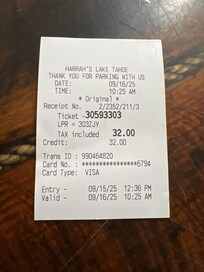 HARRAH'S LAKE TAHOE
THANK YOU FOR PARKING WITH US
DATE: 09/16/25
TIME: 10:25 AM
* Original *
Receipt No. 2/2352/211/3
Ticket -30593303
LPR = 303ZJY
TAX included 32.00
Credit: 32.00
Trans ID : 990464820
Card No. : ************6794
Card Type: VISA
Entry - 09/15/25 12:36 PM
Valid - 09/16/25 10:25 AM